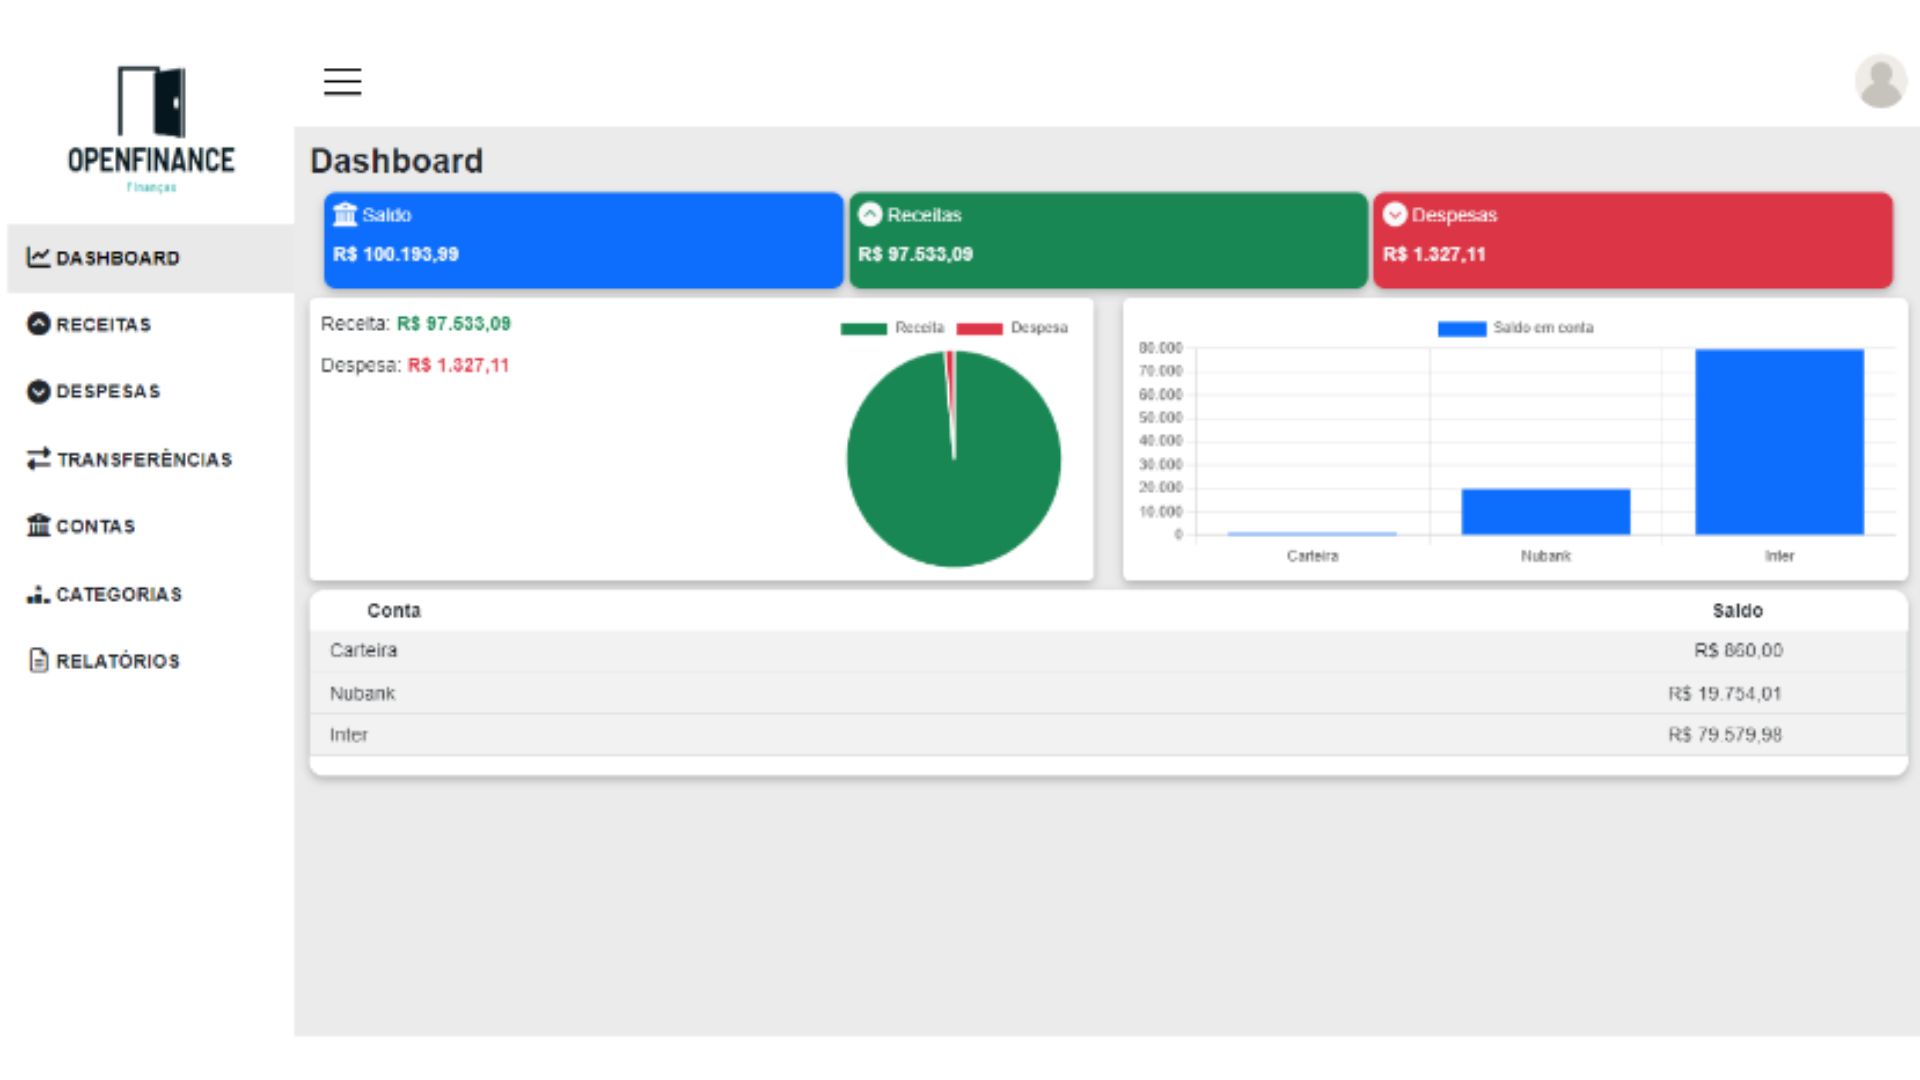 OPENFINANCE
Finanças
DASHBOARD
RECEITAS
DESPESAS
TRANSFERÊNCIAS
CONTAS
CATEGORIAS
RELATÓRIOS
Dashboard
Saldo
R$ 100.193,99
Receitas
R$ 97.533,09
Despesas
R$ 1.327,11
Receita: R$ 97.533,09
Despesa: R$ 1.327,11
Receita Despesa
Saldo em conta
80.000
70.000
60.000
50.000
40.000
30.000
20.000
10.000
0
Carteira Nubank Inter
Conta Saldo
Carteira R$ 860,00
Nubank R$ 19.754,01
Inter R$ 79.579,98